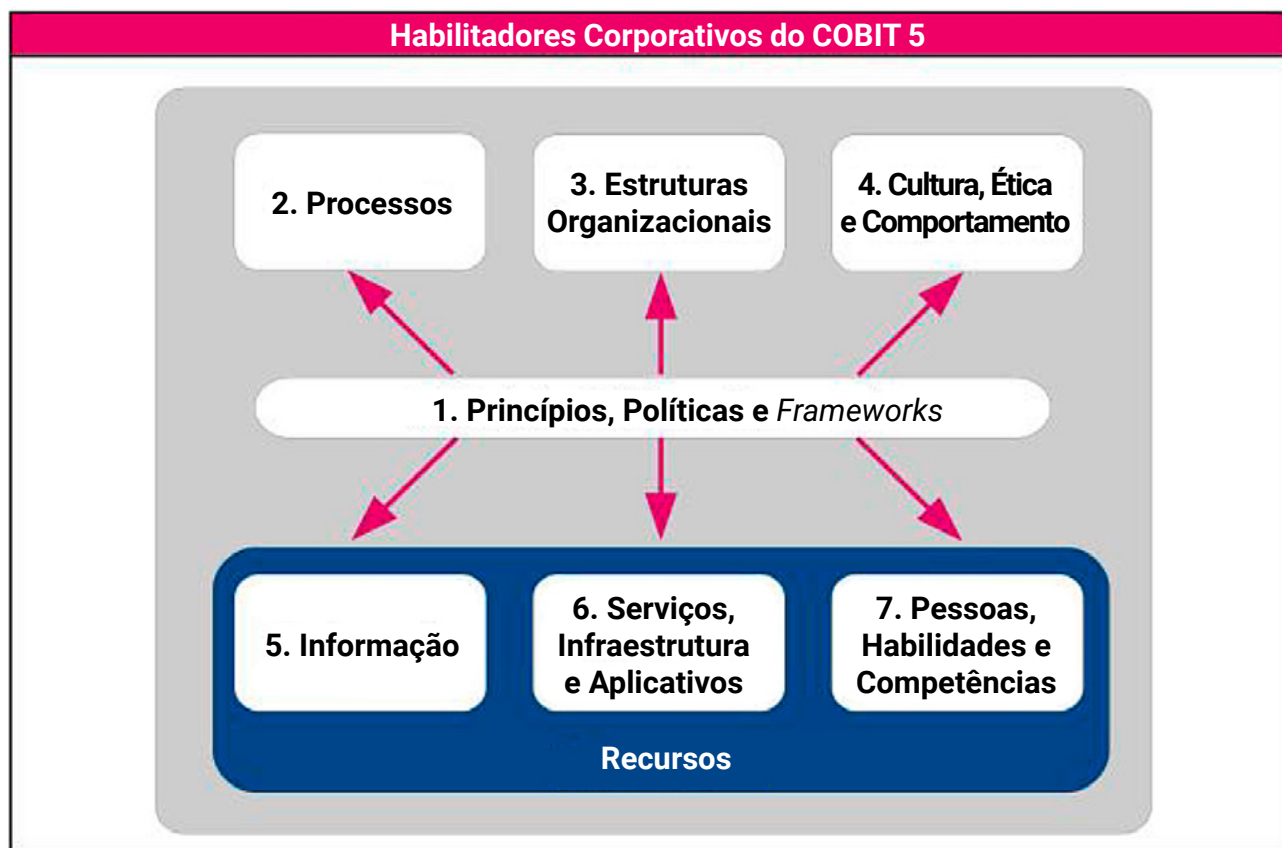 Habilitadores Corporativos do COBIT 5
2. Processos
3. Estruturas
Organizacionais
4. Cultura, Ética
e Comportamento
1. Princípios, Políticas e Frameworks
5. Informação
6. Serviços,
Infraestrutura
e Aplicativos
7. Pessoas,
Habilidades e
Competências
Recursos